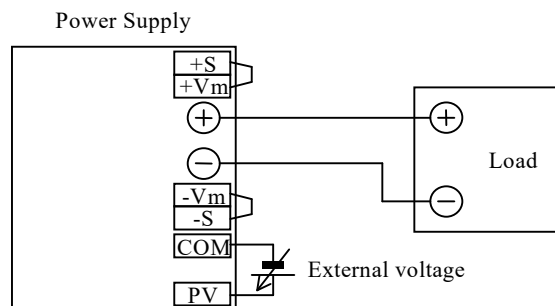 Power Supply
+S
+Vm
+
−
-Vm
-S
COM
PV
+
Load
−
External voltage